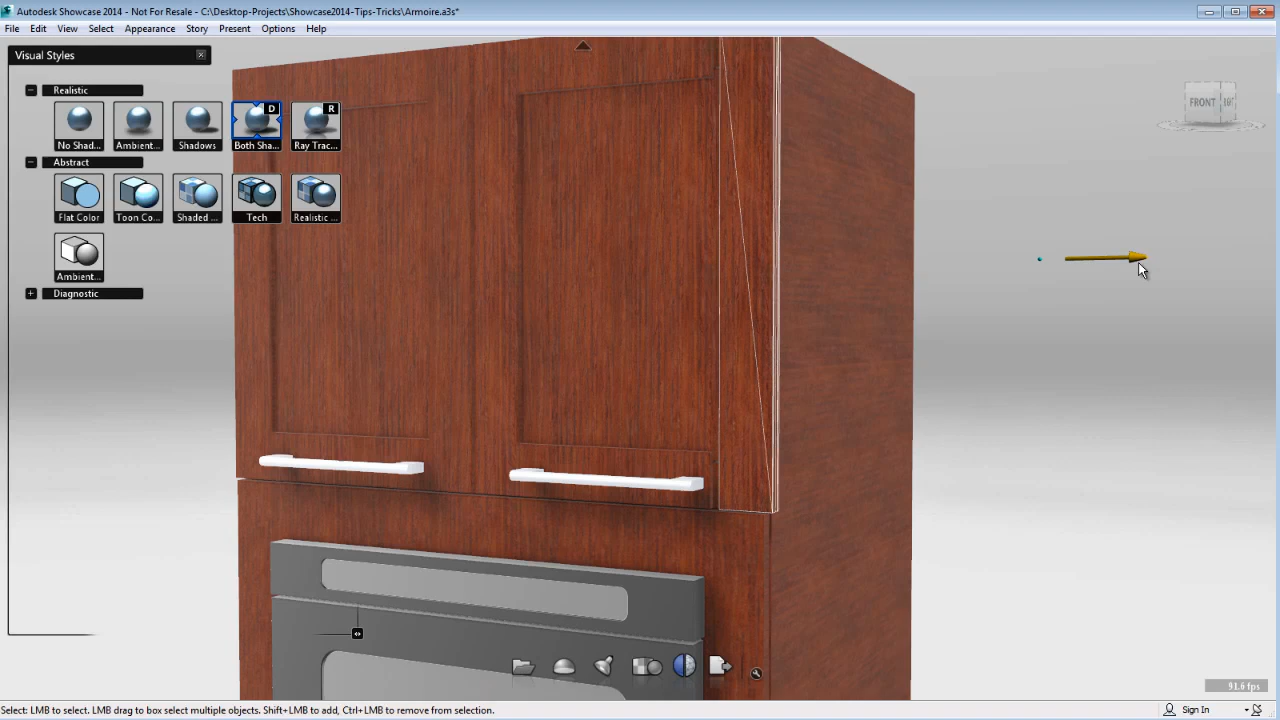 Autodesk Showcase 2014 - Not For Resale - C:\Desktop-Projects\Showcase2014-Tips-Tricks\Armoire.a3s*
File Edit View Select Appearance Story Present Options Help
Visual Styles
Realistic
D
R
No Shad... Ambient... Shadows Both Sha... Ray Trac...
Abstract
Flat Color Toon Co... Shaded ... Tech Realistic ...
Ambient...
Diagnostic
FRONT
91.6 fps
Select: LMB to select. LMB drag to box select multiple objects. Shift+LMB to add, Ctrl+LMB to remove from selection.
Sign In